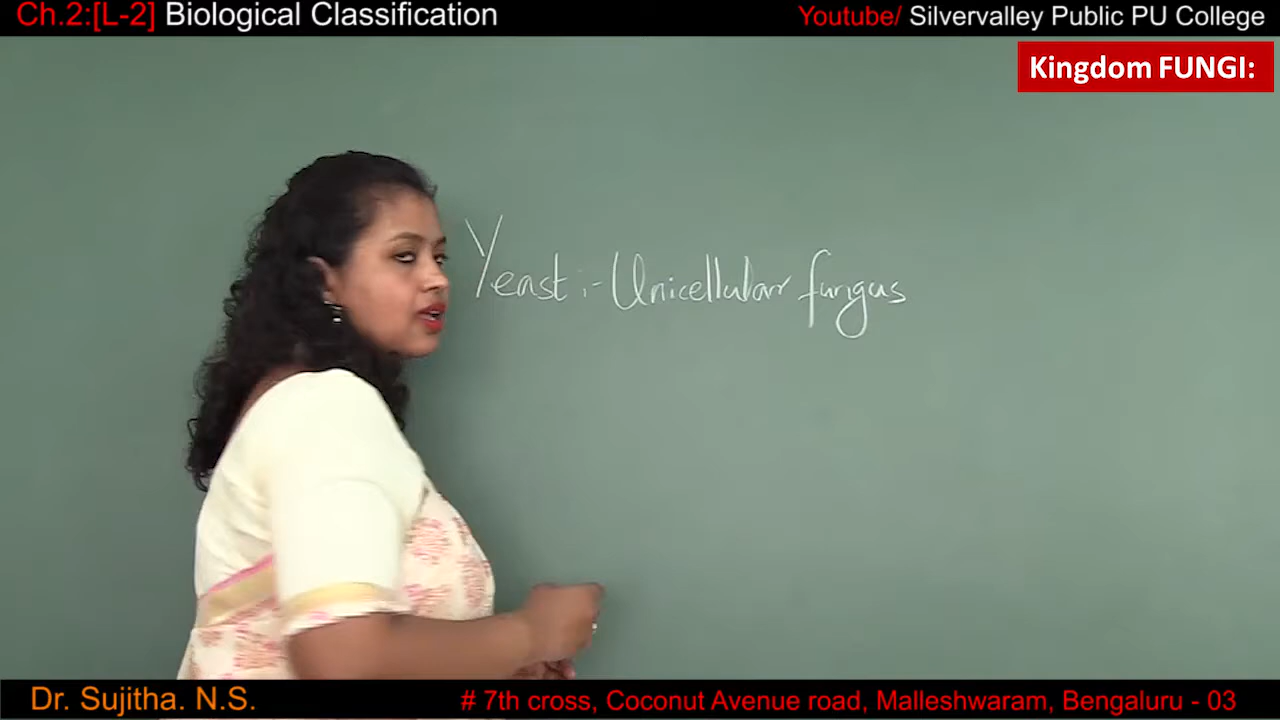 Ch.2:[L-2] Biological Classification
Youtube/ Silvervalley Public PU College
Kingdom FUNGI:
Yeast :- Unicellular fungus
Dr. Sujitha. N.S.
# 7th cross, Coconut Avenue road, Malleshwaram, Bengaluru - 03